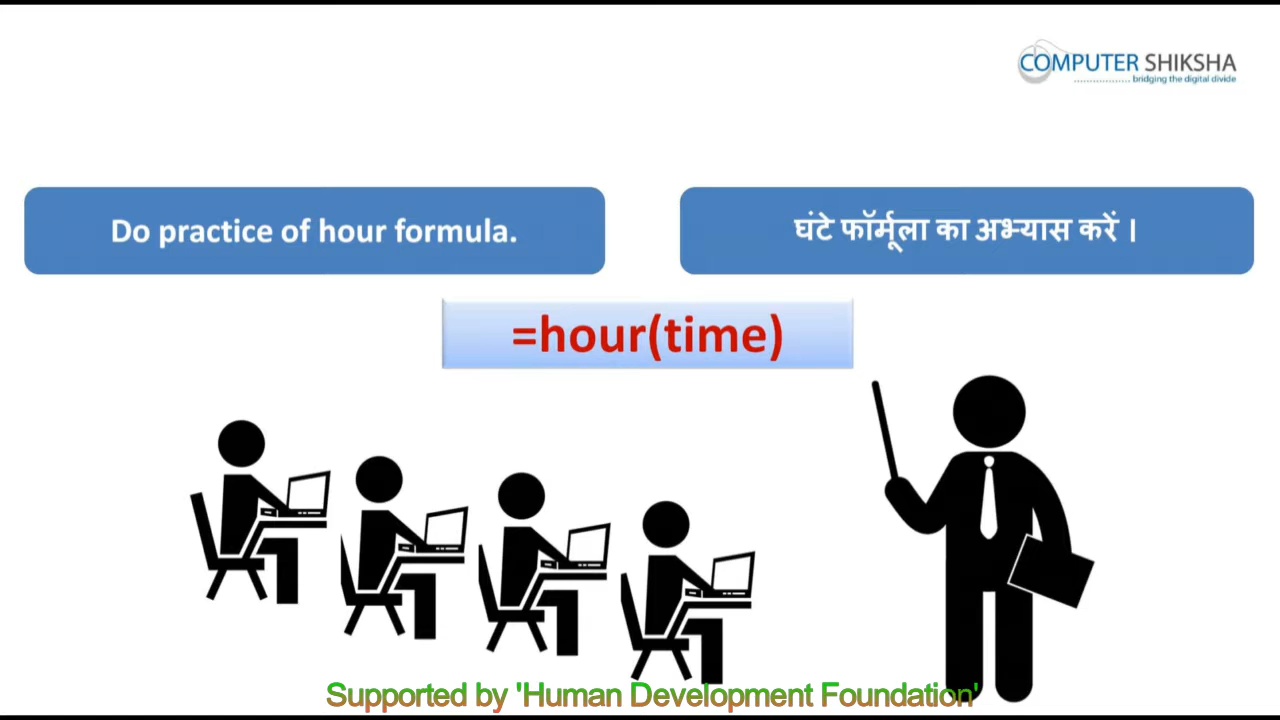 COMPUTER SHIKSHA
bridging the digital divide
Do practice of hour formula.
घंटे फॉर्मूला का अभ्यास करें ।
=hour(time)
Supported by 'Human Development Foundation'